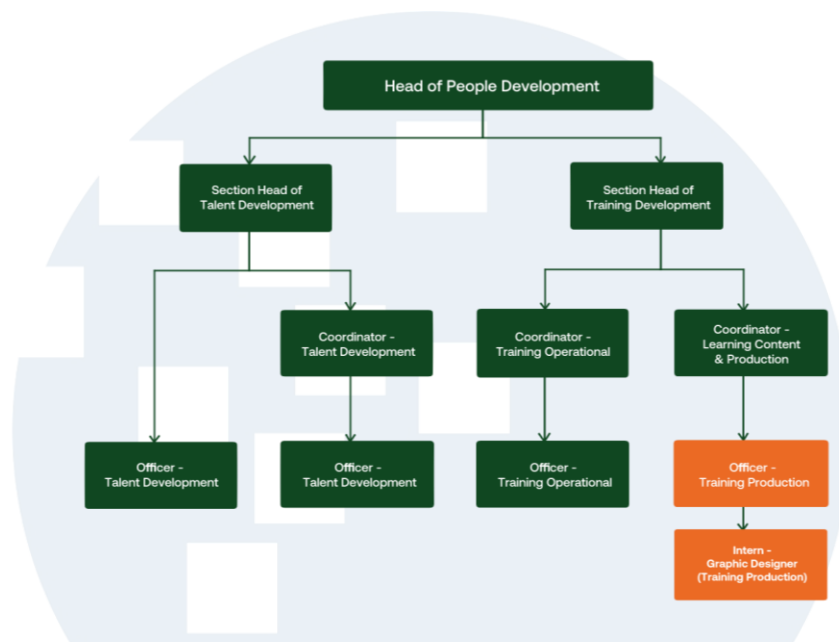 Head of People Development
Section Head of
Talent Development
Section Head of
Training Development
Coordinator -
Talent Development
Coordinator -
Training Operational
Coordinator -
Learning Content
& Production
Officer -
Talent Development
Officer -
Talent Development
Officer -
Training Operational
Officer -
Training Production
Intern -
Graphic Designer
(Training Production)